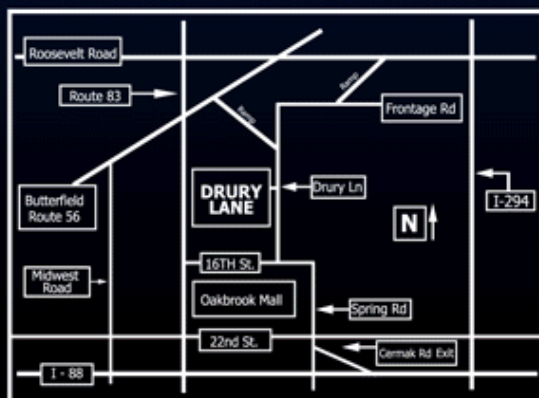 Roosevelt Road
Route 83
Ramp
Ramp
Frontage Rd
Butterfield
Route 56
DRURY
LANE
Drury Ln
N
I-294
Midwest
Road
16TH St.
Oakbrook Mall
Spring Rd
22nd St.
Cermak Rd Exit
I - 88